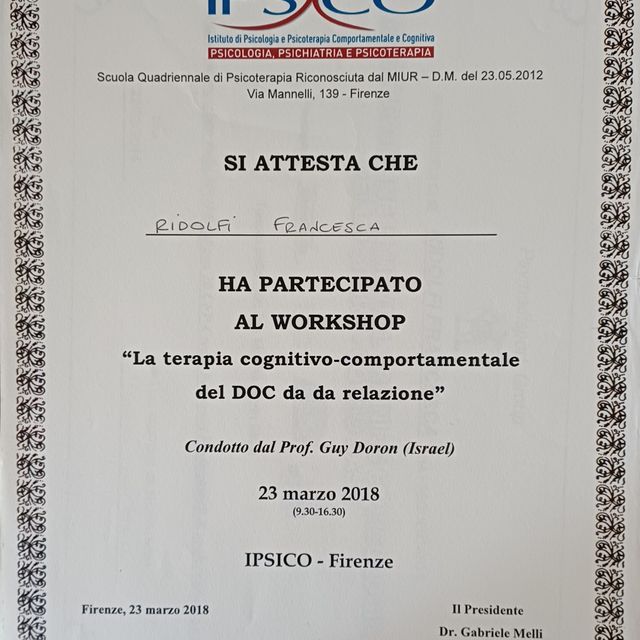 IPSICO
Istituto di Psicologia e Psicoterapia Comportamentale e Cognitiva
PSICOLOGIA, PSICHIATRIA E PSICOTERAPIA
Scuola Quadriennale di Psicoterapia Riconosciuta dal MIUR – D.M. del 23.05.2012
Via Mannelli, 139 - Firenze
SI ATTESTA CHE
RIDOLFI FRANCESCA
HA PARTECIPATO
AL WORKSHOP
“La terapia cognitivo-comportamentale
del DOC da da relazione”
Condotto dal Prof. Guy Doron (Israel)
23 marzo 2018
(9.30-16.30)
IPSICO - Firenze
Firenze, 23 marzo 2018
Il Presidente
Dr. Gabriele Melli